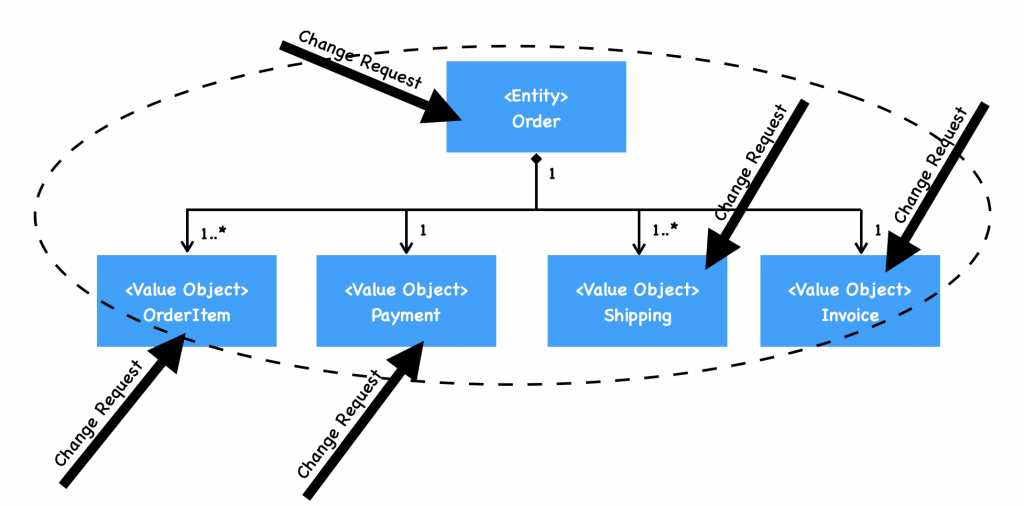 Change Request
<Entity>
Order
1
Change Request
Change Request
1..*
1
1..*
1
<Value Object>
OrderItem
<Value Object>
Payment
<Value Object>
Shipping
<Value Object>
Invoice
Change Request
Change Request